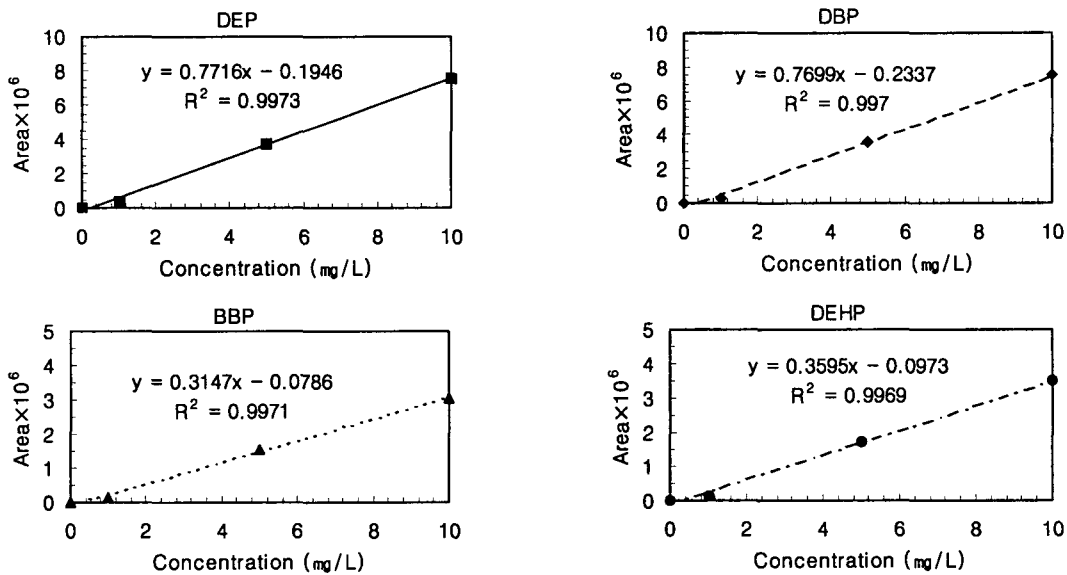 DEP
10
8
6
4
2
0
y = 0.7716x − 0.1946
R² = 0.9973
Area×10⁶
0 2 4 6 8 10
Concentration (㎎/L)
DBP
10
8
6
4
2
0
y = 0.7699x − 0.2337
R² = 0.997
Area×10⁶
0 2 4 6 8 10
Concentration (㎎/L)
BBP
5
4
3
2
1
0
y = 0.3147x − 0.0786
R² = 0.9971
Area×10⁶
0 2 4 6 8 10
Concentration (㎎/L)
DEHP
5
4
3
2
1
0
y = 0.3595x − 0.0973
R² = 0.9969
Area×10⁶
0 2 4 6 8 10
Concentration (㎎/L)